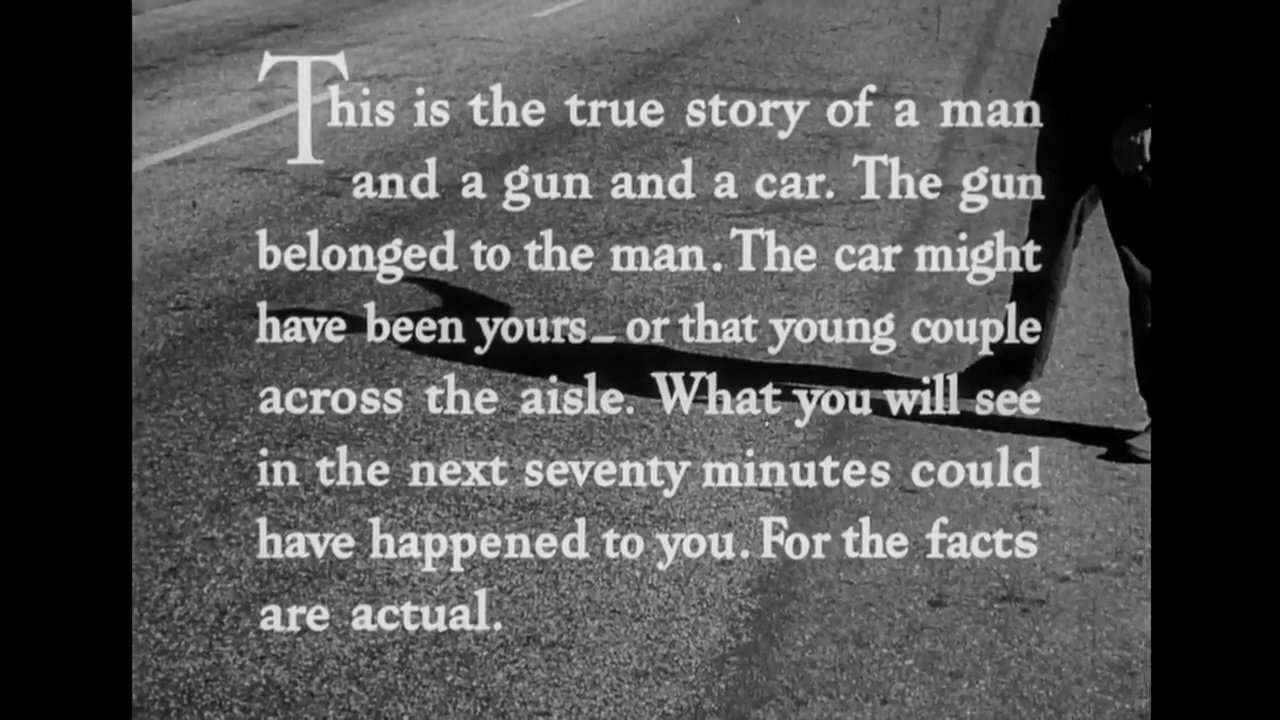 This is the true story of a man
and a gun and a car. The gun
belonged to the man. The car might
have been yours—or that young couple
across the aisle. What you will see
in the next seventy minutes could
have happened to you. For the facts
are actual.